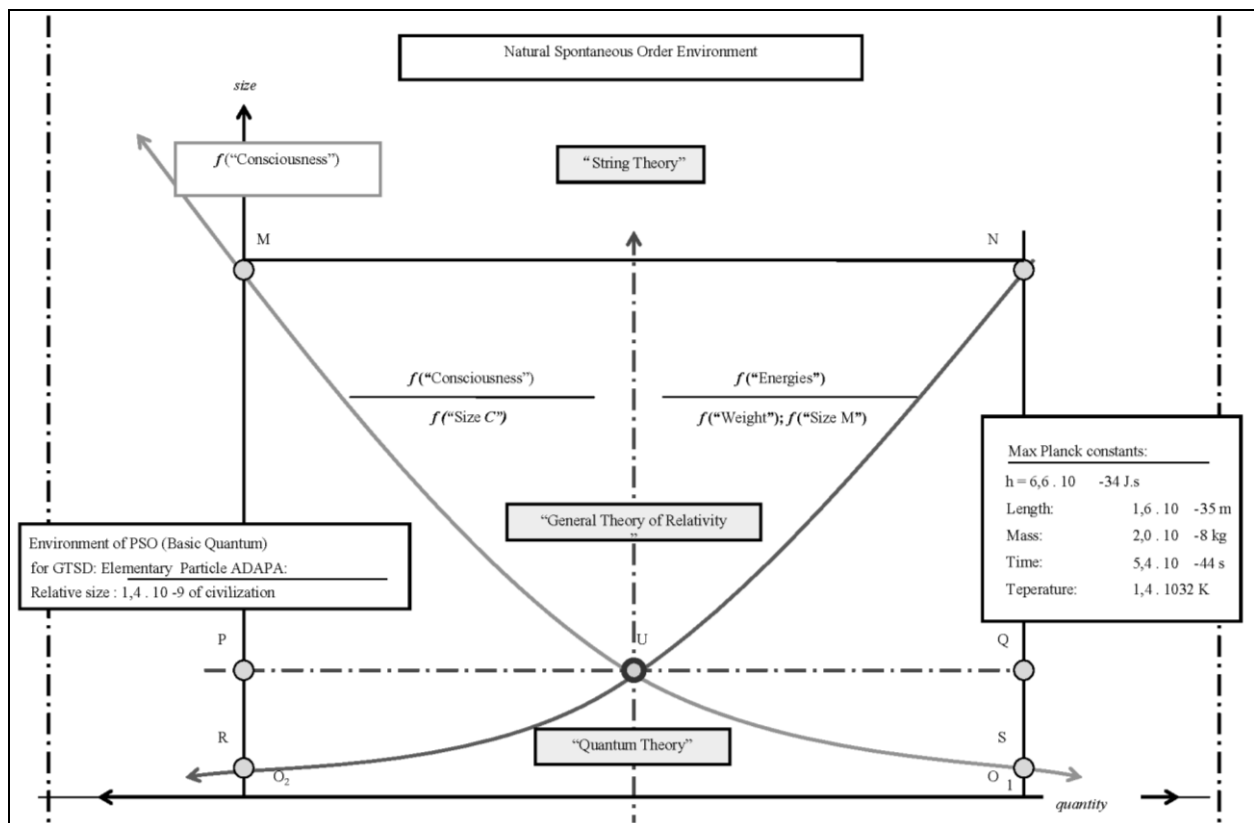 Natural Spontaneous Order Environment
size
f("Consciousness")
"String Theory"
M
N
f("Consciousness")
f("Size C")
f("Energies")
f("Weight"); f("Size M")
Max Planck constants:
h = 6,6 . 10 -34 J.s
Length: 1,6 . 10 -35 m
Mass: 2,0 . 10 -8 kg
Time: 5,4 . 10 -44 s
Teperature: 1,4 . 1032 K
"General Theory of Relativity
"
Environment of PSO (Basic Quantum)
for GTSD: Elementary Particle ADAPA:
Relative size : 1,4 . 10 -9 of civilization
P
U
Q
R
"Quantum Theory"
S
O2
O1
quantity